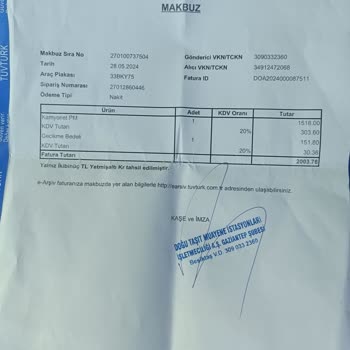 MAKBUZ
TÜVTÜRK
Makbuz Sıra No 270100737504 Gönderici VKN/TCKN 3090332360
Tarih 28.05.2024 Alıcı VKN/TCKN 34912472068
Araç Plakası 338KY75 Fatura ID DOA2024000087511
Sipariş Numarası 27012860446
Ödeme Tipi Nakit
Ürün Adet KDV Oranı Tutar
Kamyonet PM 1 1518.00
KDV Tutarı 20% 303.60
Gecikme Bedeli 1 151.80
KDV Tutarı 20% 30.36
Fatura Tutarı 2003.76
Yalnız İkibinüç TL Yetmişaltı Kr tahsil edilmiştir.
e-Arşiv faturanıza makbuzda yer alan bilgilerle http://earsiv.tuvturk.com.tr adresinden ulaşabilirsiniz.
KAŞE ve İMZA
DOĞU TAŞIT MUAYENE İSTASYONLARI
İŞLETMECİLİĞİ A.Ş. GAZİANTEP ŞUBESİ
Beşiktaş V.D. 309 033 2360